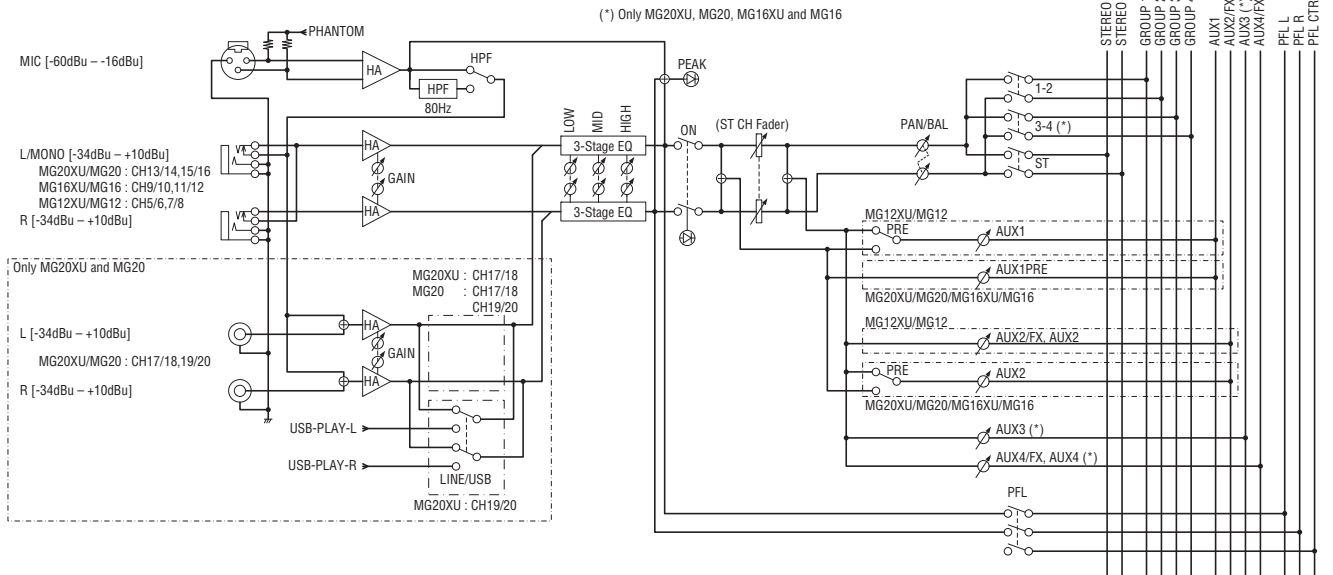 (*) Only MG20XU, MG20, MG16XU and MG16
STEREO
STEREO
GROUP
GROUP
GROUP
GROUP
AUX1
AUX2/FX
AUX3 (*)
AUX4/FX
PFL L
PFL R
PFL CTR
PHANTOM
MIC [-60dBu – -16dBu]
HA
HPF
HPF
80Hz
PEAK
LOW
MID
HIGH
ON
(ST CH Fader)
PAN/BAL
1-2
3-4 (*)
ST
L/MONO [-34dBu – +10dBu]
MG20XU/MG20 : CH13/14,15/16
MG16XU/MG16 : CH9/10,11/12
MG12XU/MG12 : CH5/6,7/8
R [-34dBu – +10dBu]
HA
GAIN
HA
3-Stage EQ
3-Stage EQ
MG12XU/MG12
PRE
AUX1
AUX1PRE
MG20XU/MG20/MG16XU/MG16
MG12XU/MG12
AUX2/FX, AUX2
PRE
AUX2
MG20XU/MG20/MG16XU/MG16
AUX3 (*)
AUX4/FX, AUX4 (*)
PFL
Only MG20XU and MG20
MG20XU : CH17/18
MG20 : CH17/18
CH19/20
L [-34dBu – +10dBu]
HA
GAIN
MG20XU/MG20 : CH17/18,19/20
R [-34dBu – +10dBu]
HA
USB-PLAY-L
USB-PLAY-R
LINE/USB
MG20XU : CH19/20